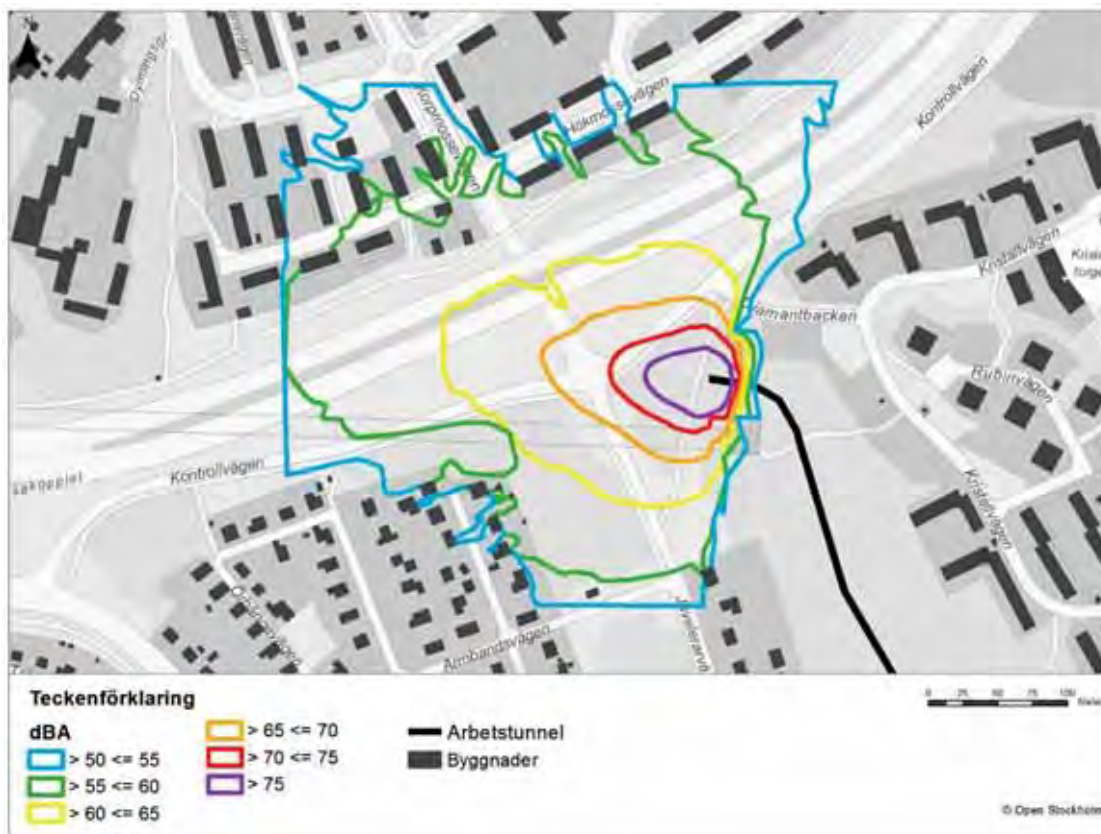 Hökmossevägen
Kontrollvägen
Kristallvägen
Rubinvägen
Kontrollvägen
Kristallvägen
Armbandsvägen
Teckenförklaring
dBA
> 50 <= 55
> 55 <= 60
> 60 <= 65
> 65 <= 70
> 70 <= 75
> 75
Arbetstunnel
Byggnader
0 25 50 75 100
© Open Stockholm